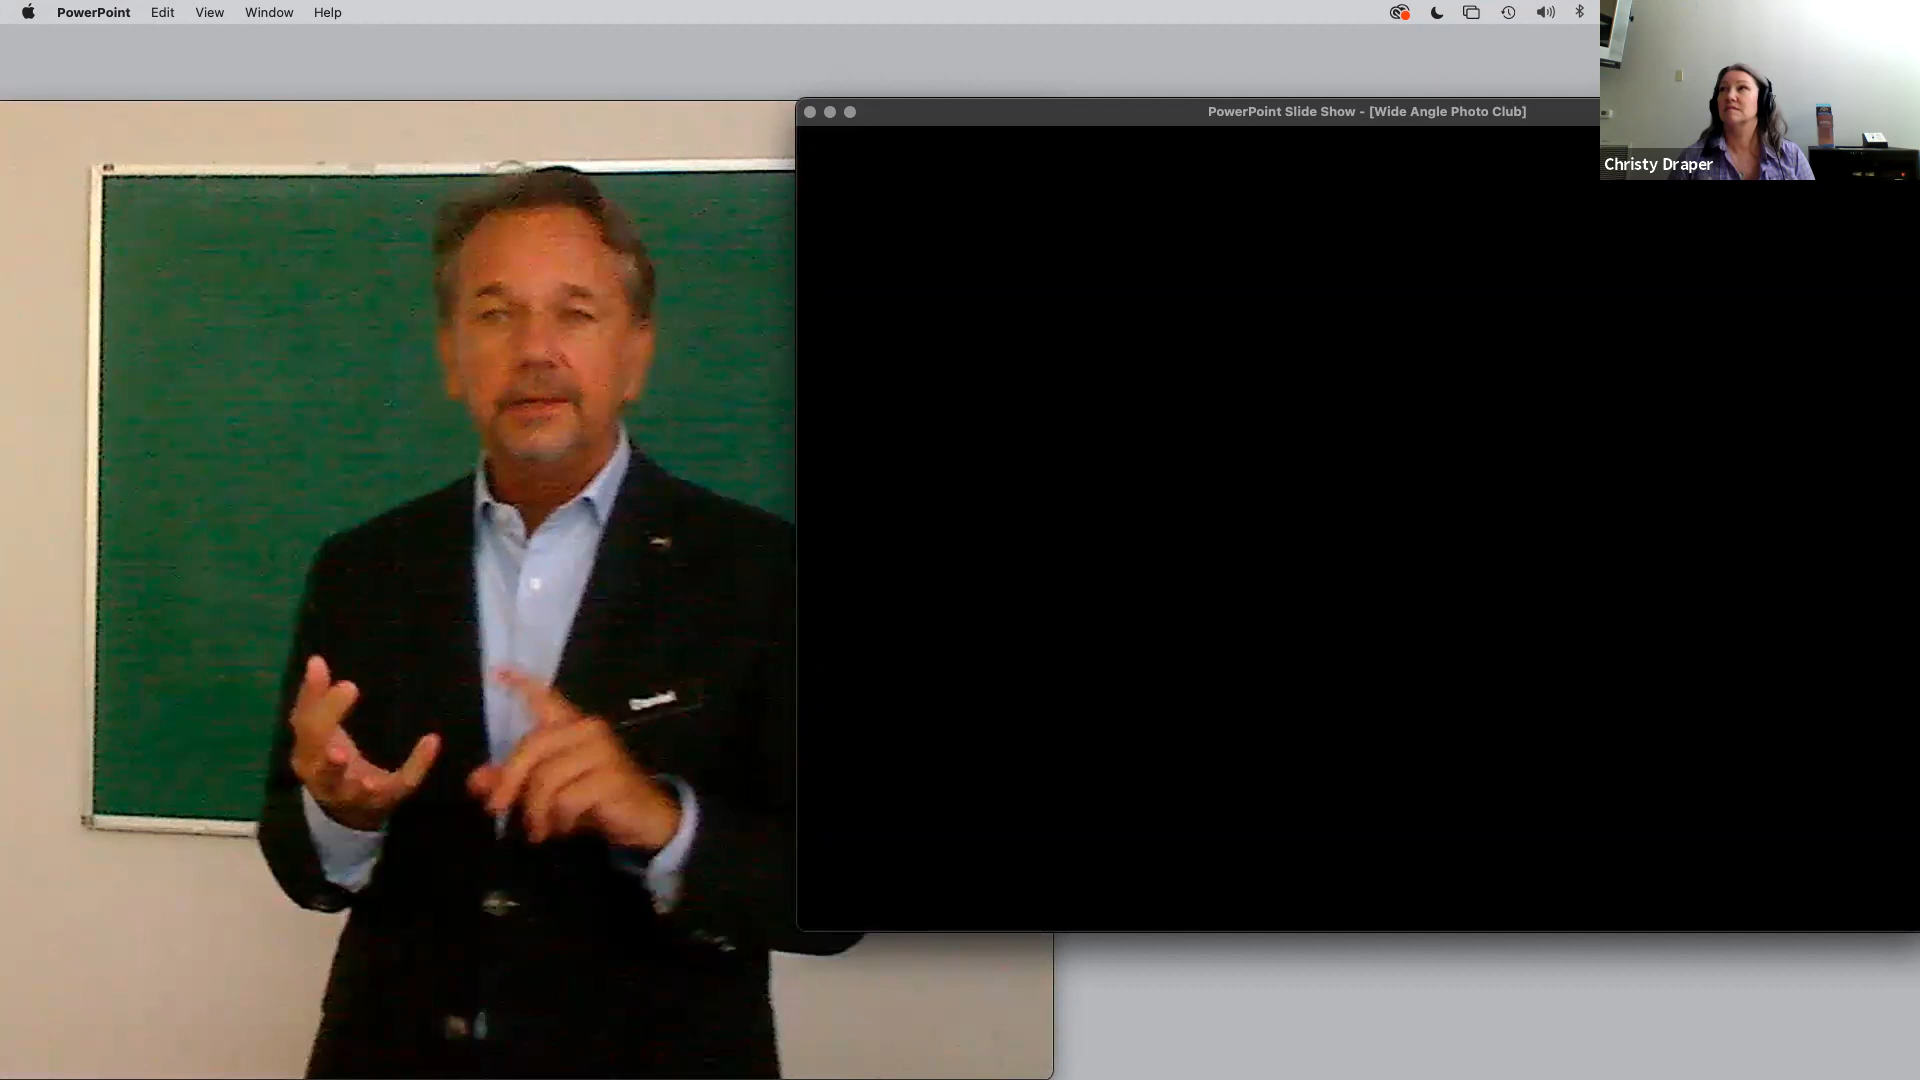 PowerPoint Edit View Window Help
PowerPoint Slide Show - [Wide Angle Photo Club]
Christy Draper